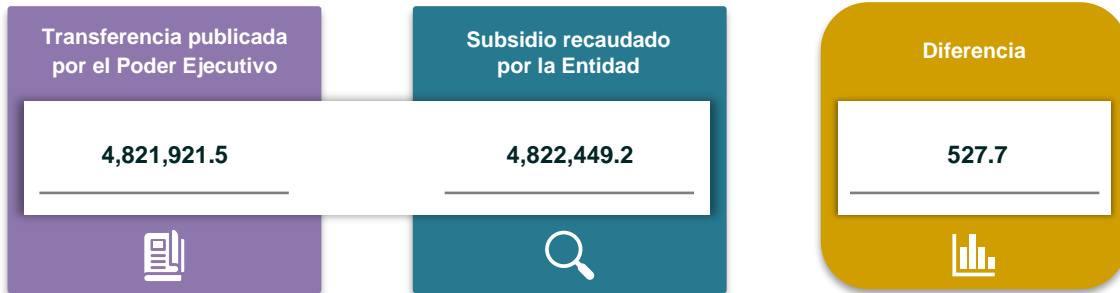 Transferencia publicada
por el Poder Ejecutivo
4,821,921.5
Subsidio recaudado
por la Entidad
4,822,449.2
Diferencia
527.7